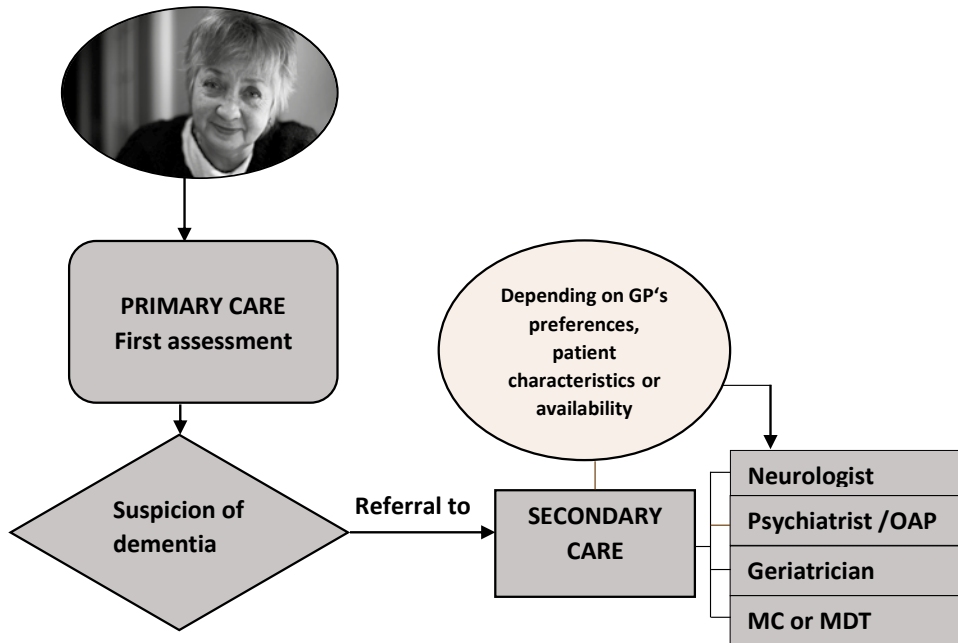 PRIMARY CARE
First assessment
Suspicion of
dementia
Referral to
Depending on GP‘s
preferences,
patient
characteristics or
availability
SECONDARY
CARE
Neurologist
Psychiatrist /OAP
Geriatrician
MC or MDT